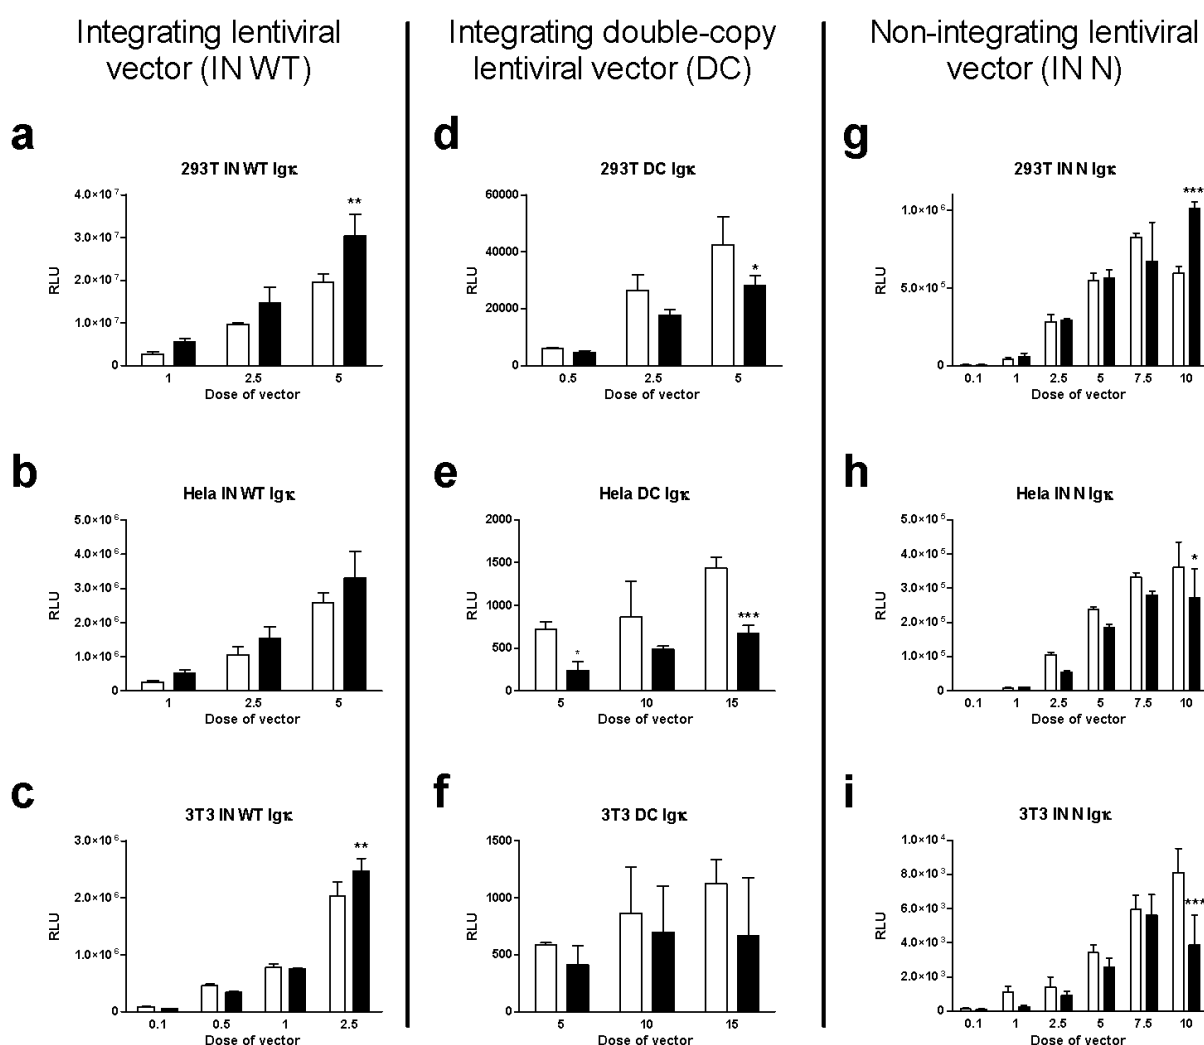 Integrating lentiviral
vector (IN WT)
Integrating double-copy
lentiviral vector (DC)
Non-integrating lentiviral
vector (IN N)
a
293T IN WT Igκ
4.0×10⁷
3.0×10⁷
2.0×10⁷
1.0×10⁷
0
RLU
**
1 2.5 5
Dose of vector
d
293T DC Igκ
60000
40000
20000
0
RLU
*
0.5 2.5 5
Dose of vector
g
293T IN N Igκ
1.0×10⁶
5.0×10⁵
0
RLU
***
0.1 1 2.5 5 7.5 10
Dose of vector
b
Hela IN WT Igκ
5.0×10⁶
4.0×10⁶
3.0×10⁶
2.0×10⁶
1.0×10⁶
0
RLU
1 2.5 5
Dose of vector
e
Hela DC Igκ
2000
1500
1000
500
0
RLU
* ***
5 10 15
Dose of vector
h
Hela IN N Igκ
5.0×10⁵
4.0×10⁵
3.0×10⁵
2.0×10⁵
1.0×10⁵
0
RLU
*
0.1 1 2.5 5 7.5 10
Dose of vector
c
3T3 IN WT Igκ
3.0×10⁶
2.0×10⁶
1.0×10⁶
0
RLU
**
0.1 0.5 1 2.5
Dose of vector
f
3T3 DC Igκ
1500
1000
500
0
RLU
5 10 15
Dose of vector
i
3T3 IN N Igκ
1.0×10⁴
8.0×10³
6.0×10³
4.0×10³
2.0×10³
0
RLU
***
0.1 1 2.5 5 7.5 10
Dose of vector